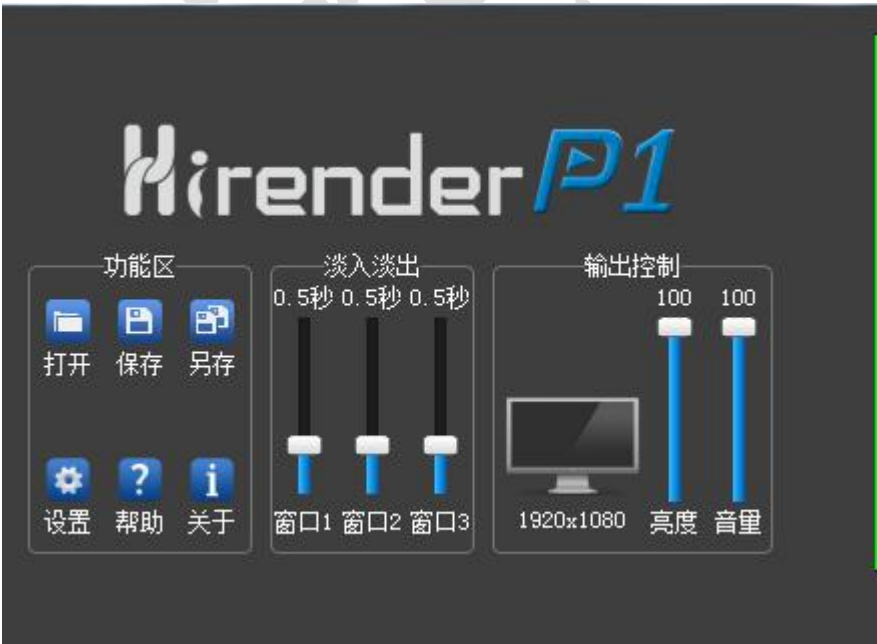 Hirender P1
功能区
打开 保存 另存
设置 帮助 关于
淡入淡出
0.5秒 0.5秒 0.5秒
窗口1 窗口2 窗口3
输出控制
100 100
1920x1080 亮度 音量